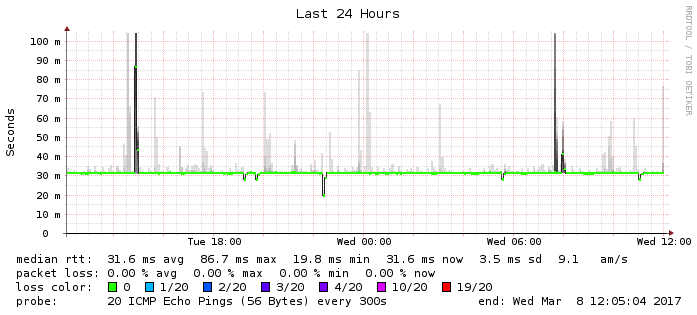 Last 24 Hours
RRDTOOL / TOBI OETIKER
Seconds
100 m
90 m
80 m
70 m
60 m
50 m
40 m
30 m
20 m
10 m
0
Tue 18:00 Wed 00:00 Wed 06:00 Wed 12:00
median rtt: 31.6 ms avg 86.7 ms max 19.8 ms min 31.6 ms now 3.5 ms sd 9.1 am/s
packet loss: 0.00 % avg 0.00 % max 0.00 % min 0.00 % now
loss color: 0 1/20 2/20 3/20 4/20 10/20 19/20
probe: 20 ICMP Echo Pings (56 Bytes) every 300s end: Wed Mar 8 12:05:04 2017